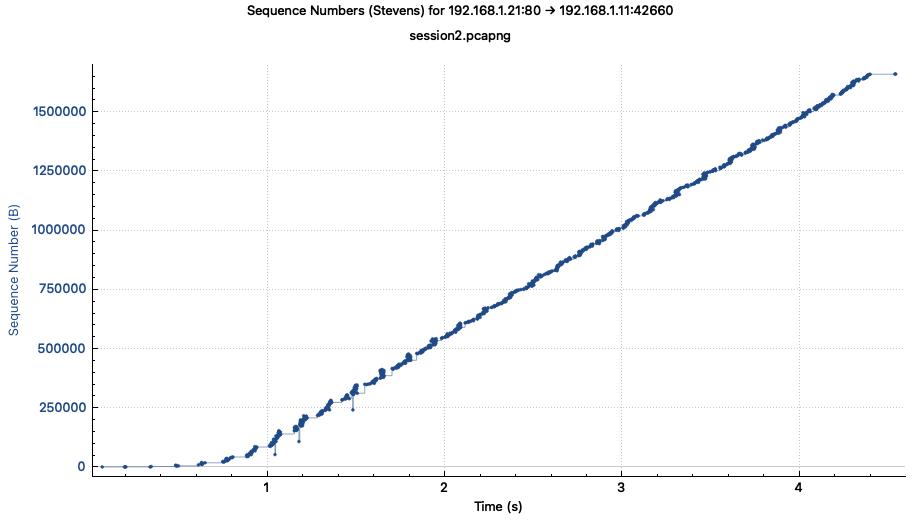 Sequence Numbers (Stevens) for 192.168.1.21:80 → 192.168.1.11:42660
session2.pcapng
Sequence Number (B)
1500000
1250000
1000000
750000
500000
250000
0
1 2 3 4
Time (s)